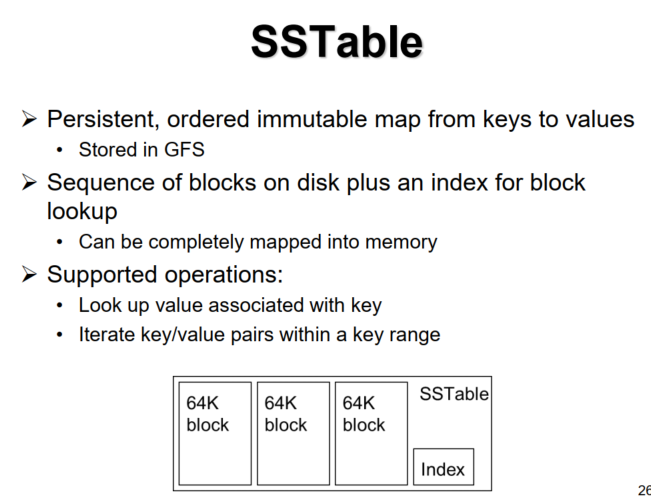 SSTable
➢ Persistent, ordered immutable map from keys to values
• Stored in GFS
➢ Sequence of blocks on disk plus an index for block
lookup
• Can be completely mapped into memory
➢ Supported operations:
• Look up value associated with key
• Iterate key/value pairs within a key range
64K
block
64K
block
64K
block
SSTable
Index
26